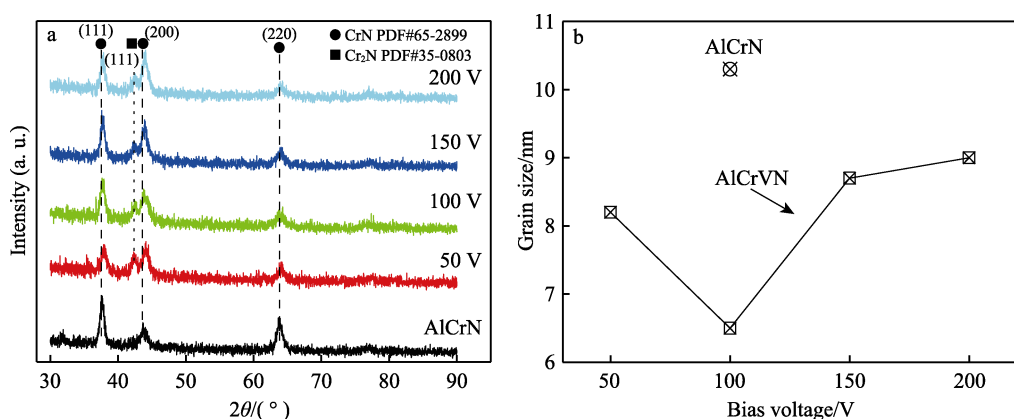 a
(111)
(111)
(200)
(220)
● CrN PDF#65-2899
■ Cr₂N PDF#35-0803
200 V
150 V
100 V
50 V
AlCrN
Intensity (a. u.)
30 40 50 60 70 80 90
2θ/( ° )
b
AlCrN
AlCrVN
Grain size/nm
11
10
9
8
7
6
50 100 150 200
Bias voltage/V